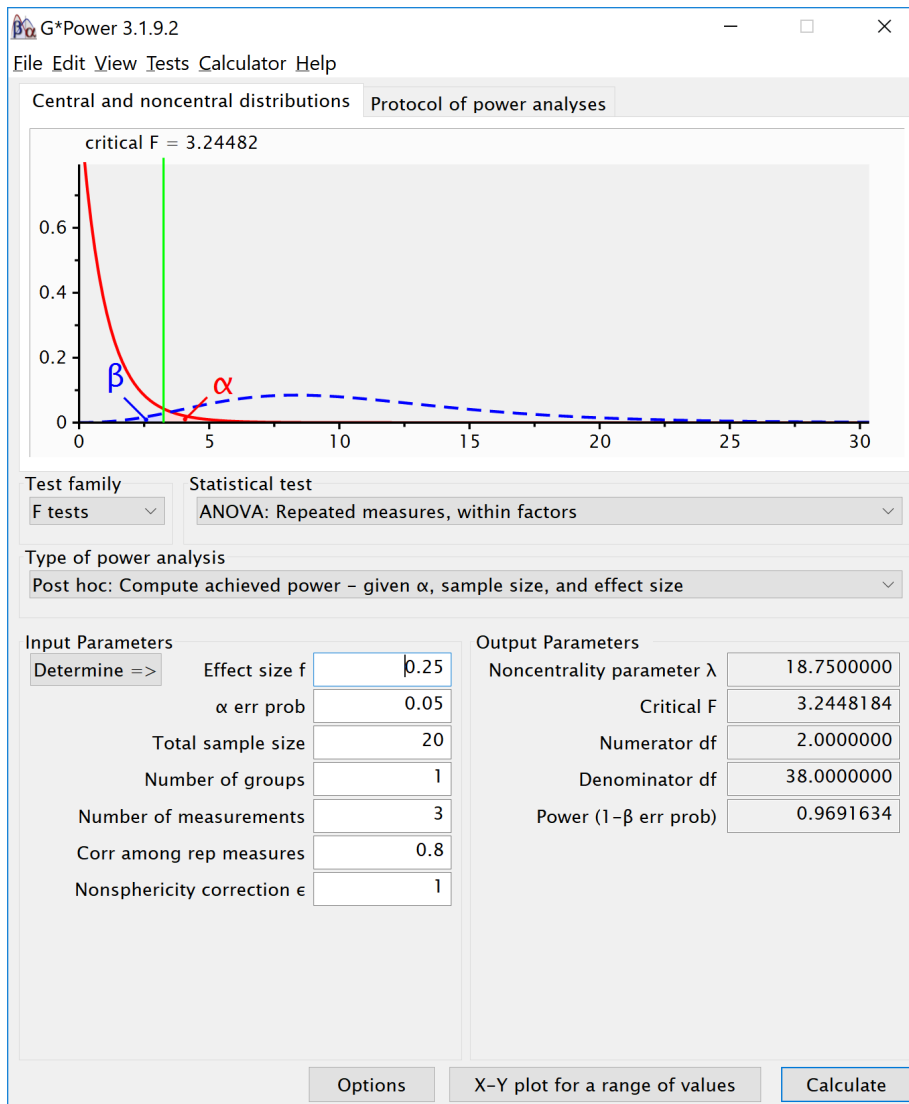 G*Power 3.1.9.2
File Edit View Tests Calculator Help
Central and noncentral distributions Protocol of power analyses
critical F = 3.24482
0.6
0.4
0.2
0
β α
0 5 10 15 20 25 30
Test family Statistical test
F tests ANOVA: Repeated measures, within factors
Type of power analysis
Post hoc: Compute achieved power – given α, sample size, and effect size
Input Parameters Output Parameters
Determine => Effect size f 0.25 Noncentrality parameter λ 18.7500000
α err prob 0.05 Critical F 3.2448184
Total sample size 20 Numerator df 2.0000000
Number of groups 1 Denominator df 38.0000000
Number of measurements 3 Power (1–β err prob) 0.9691634
Corr among rep measures 0.8
Nonsphericity correction ϵ 1
Options X–Y plot for a range of values Calculate